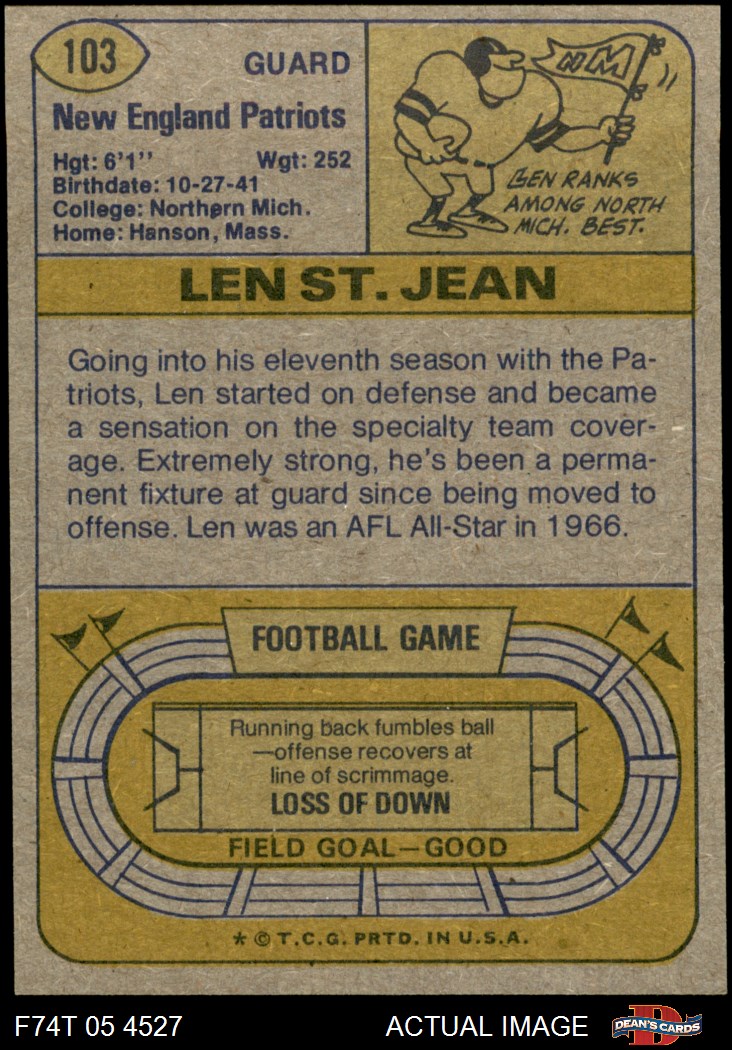 103
GUARD
New England Patriots
Hgt: 6'1'' Wgt: 252
Birthdate: 10-27-41
College: Northern Mich.
Home: Hanson, Mass.
NM
LEN RANKS
AMONG NORTH
MICH. BEST.
LEN ST. JEAN
Going into his eleventh season with the Pa-
triots, Len started on defense and became
a sensation on the specialty team cover-
age. Extremely strong, he's been a perma-
nent fixture at guard since being moved to
offense. Len was an AFL All-Star in 1966.
FOOTBALL GAME
Running back fumbles ball
—offense recovers at
line of scrimmage.
LOSS OF DOWN
FIELD GOAL—GOOD
* © T.C.G. PRTD. IN U.S.A.
F74T 05 4527 ACTUAL IMAGE
D
DEAN'S CARDS